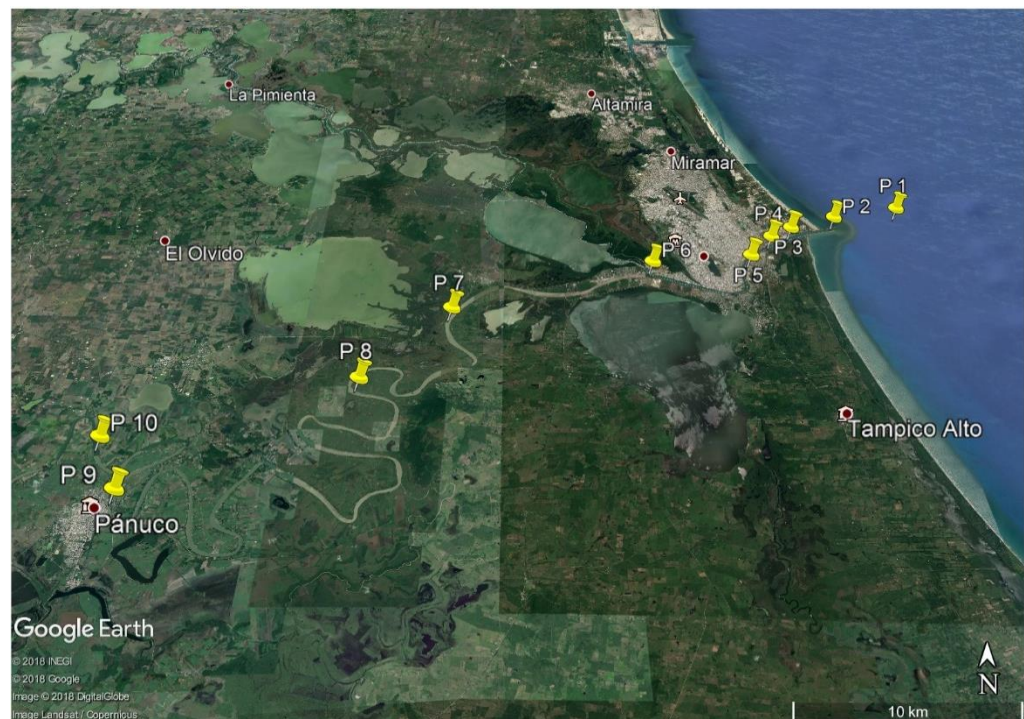 La Pimienta
Altamira
Miramar
P 1
P 2
P 4
P 3
P 6
P 5
El Olvido
P 7
P 8
P 10
P 9
Tampico Alto
Pánuco
Google Earth
© 2018 INEGI
© 2018 Google
Image © 2018 DigitalGlobe
Image Landsat / Copernicus
N
10 km